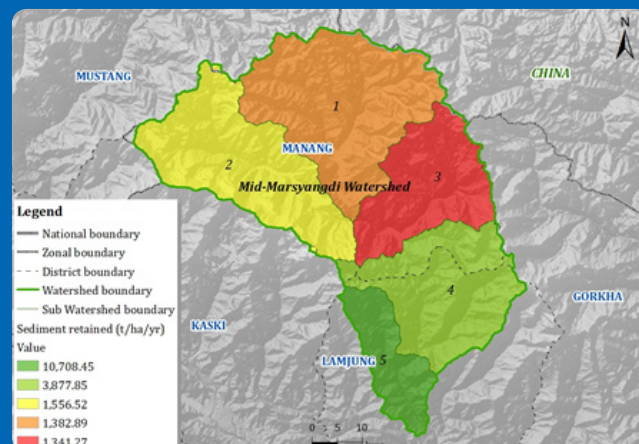 N
MUSTANG
CHINA
1
MANANG
2
3
Mid-Marsyangdi Watershed
4
GORKHA
KASKI
LAMJUNG
5
Legend
National boundary
Zonal boundary
District boundary
Watershed boundary
Sub Watershed boundary
Sediment retained (t/ha/yr)
Value
10,708.45
3,877.85
1,556.52
1,382.89
1,341.27
0 5 10